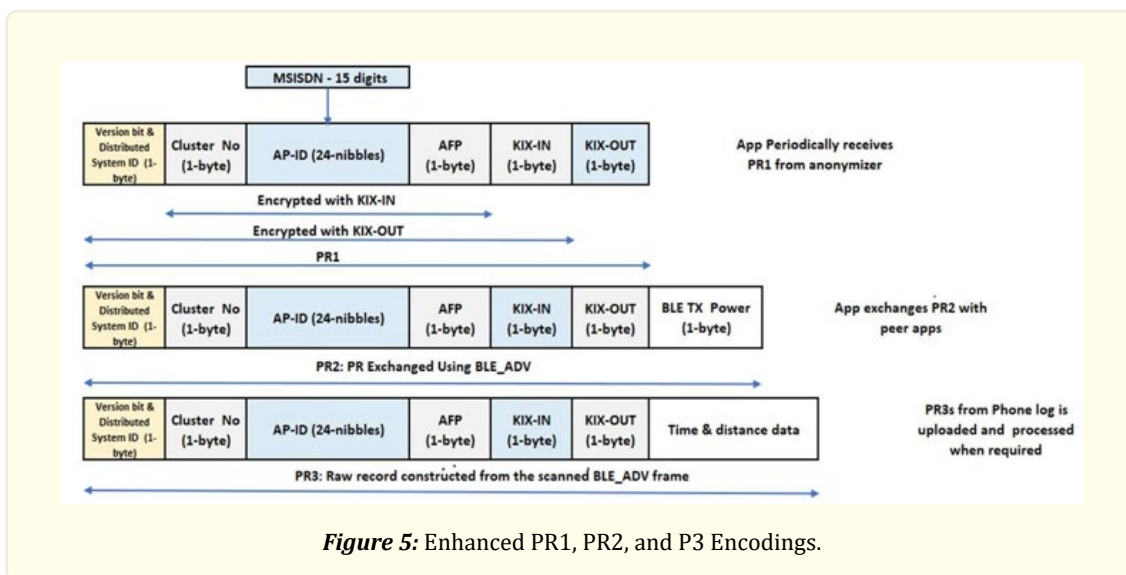 MSISDN - 15 digits
Version bit &
Distributed
System ID (1-
byte)
Cluster No
(1-byte)
AP-ID (24-nibbles)
AFP
(1-byte)
KIX-IN
(1-byte)
KIX-OUT
(1-byte)
App Periodically receives
PR1 from anonymizer
Encrypted with KIX-IN
Encrypted with KIX-OUT
PR1
Version bit &
Distributed
System ID (1-
byte)
Cluster No
(1-byte)
AP-ID (24-nibbles)
AFP
(1-byte)
KIX-IN
(1-byte)
KIX-OUT
(1-byte)
BLE TX Power
(1-byte)
App exchanges PR2 with
peer apps
PR2: PR Exchanged Using BLE_ADV
Version bit &
Distributed
System ID (1-
byte)
Cluster No
(1-byte)
AP-ID (24-nibbles)
AFP
(1-byte)
KIX-IN
(1-byte)
KIX-OUT
(1-byte)
Time & distance data
PR3s from Phone log is
uploaded and processed
when required
PR3: Raw record constructed from the scanned BLE_ADV frame
Figure 5: Enhanced PR1, PR2, and P3 Encodings.